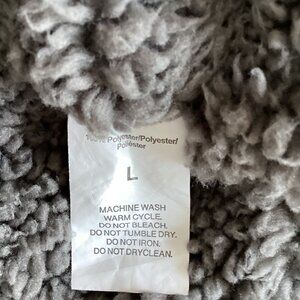 100% Polyester/Polyester/
Polyester
L
MACHINE WASH
WARM CYCLE.
DO NOT BLEACH.
DO NOT TUMBLE DRY.
DO NOT IRON.
DO NOT DRYCLEAN.